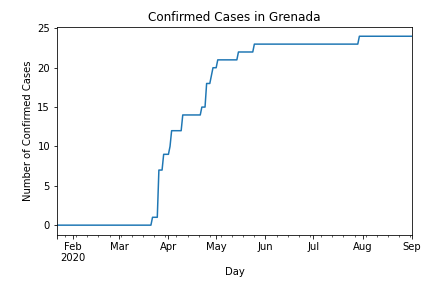 Confirmed Cases in Grenada
25
20
15
10
5
0
Number of Confirmed Cases
Feb Mar Apr May Jun Jul Aug Sep
2020
Day